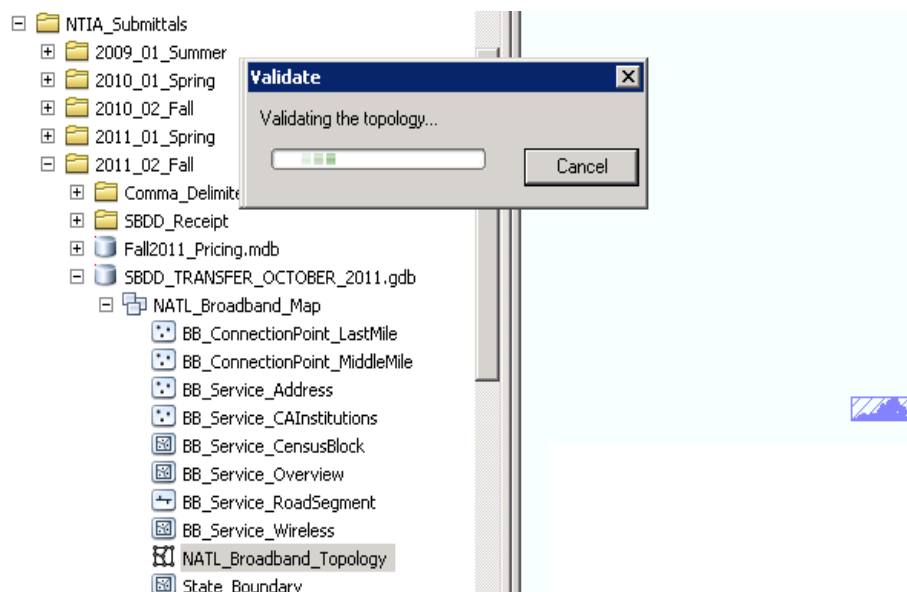 NTIA_Submittals
2009_01_Summer
2010_01_Spring
2010_02_Fall
2011_01_Spring
2011_02_Fall
Comma_Delimite
SBDD_Receipt
Fall2011_Pricing.mdb
SBDD_TRANSFER_OCTOBER_2011.gdb
NATL_Broadband_Map
BB_ConnectionPoint_LastMile
BB_ConnectionPoint_MiddleMile
BB_Service_Address
BB_Service_CAInstitutions
BB_Service_CensusBlock
BB_Service_Overview
BB_Service_RoadSegment
BB_Service_Wireless
NATL_Broadband_Topology
State_Boundary
Validate
Validating the topology...
Cancel